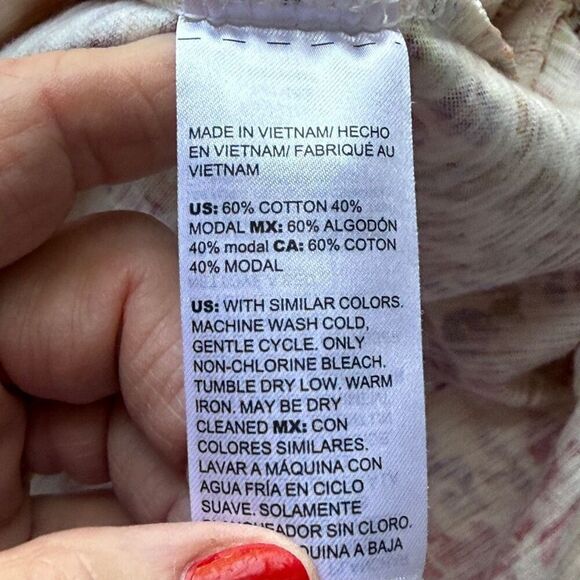 MADE IN VIETNAM/ HECHO
EN VIETNAM/ FABRIQUÉ AU
VIETNAM
US: 60% COTTON 40%
MODAL MX: 60% ALGODÓN
40% modal CA: 60% COTON
40% MODAL
US: WITH SIMILAR COLORS.
MACHINE WASH COLD,
GENTLE CYCLE. ONLY
NON-CHLORINE BLEACH.
TUMBLE DRY LOW. WARM
IRON. MAY BE DRY
CLEANED MX: CON
COLORES SIMILARES.
LAVAR A MÁQUINA CON
AGUA FRÍA EN CICLO
SUAVE. SOLAMENTE
SIN CLORO.
A BAJA